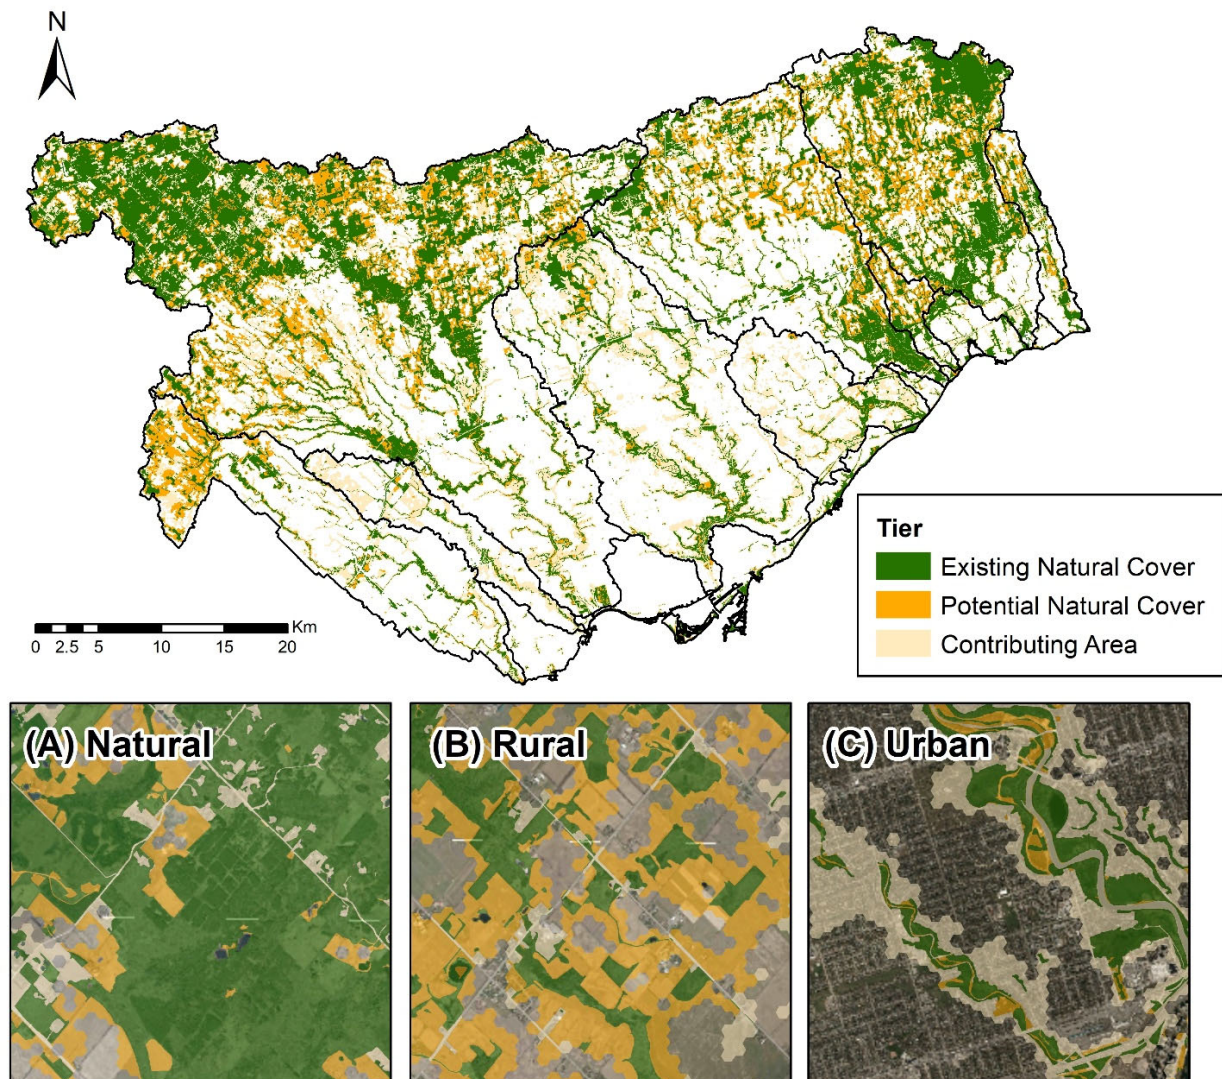 N
Tier
Existing Natural Cover
Potential Natural Cover
Contributing Area
Km
0 2.5 5 10 15 20
(A) Natural
(B) Rural
(C) Urban